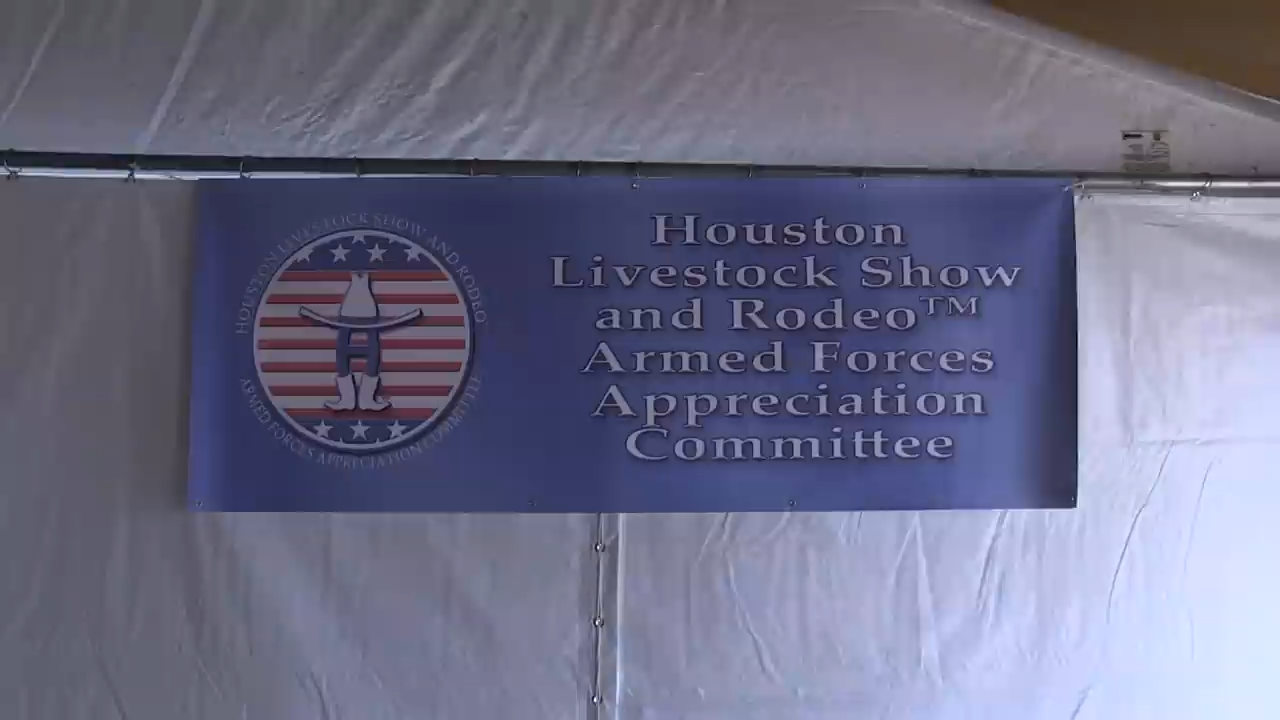 HOUSTON LIVESTOCK SHOW AND RODEO
H
ARMED FORCES APPRECIATION COMMITTEE
Houston
Livestock Show
and Rodeo™
Armed Forces
Appreciation
Committee